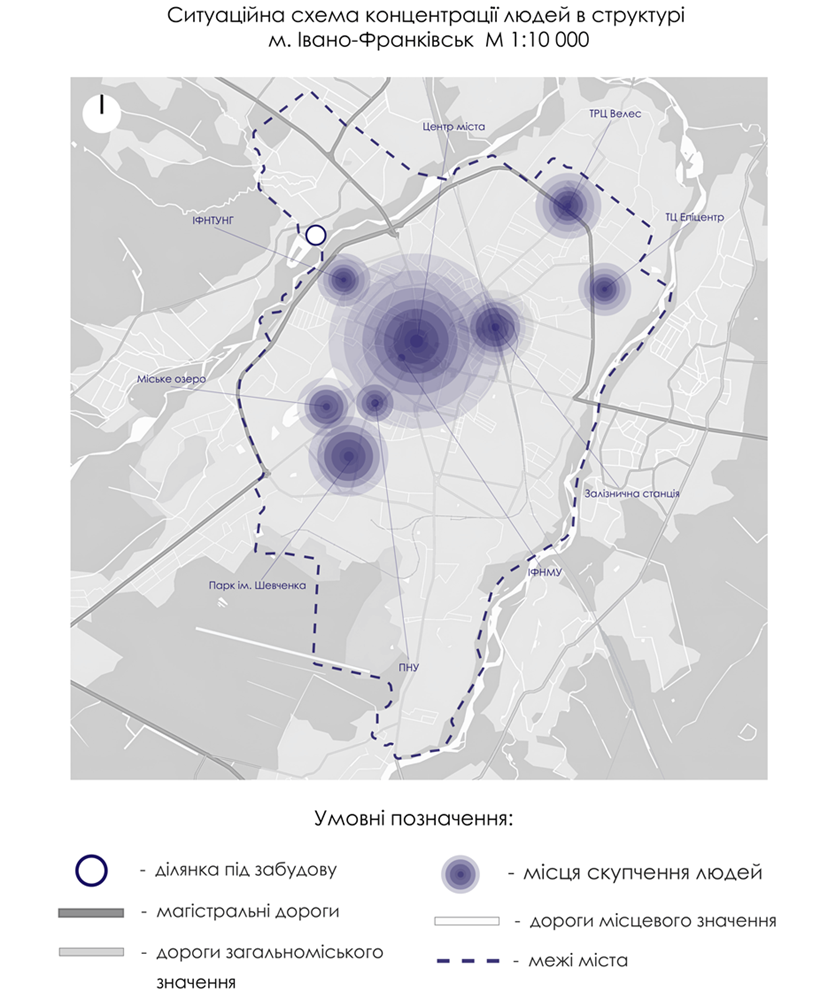 Ситуаційна схема концентрації людей в структурі
м. Івано-Франківськ М 1:10 000
ТРЦ Велес
Центр міста
ІФНТУНГ
ТЦ Епіцентр
Міське озеро
Залізнична станція
ІФНМУ
Парк ім. Шевченка
ПНУ
Умовні позначення:
- ділянка під забудову
- місця скупчення людей
- магістральні дороги
- дороги місцевого значення
- дороги загальноміського
значення
- межі міста